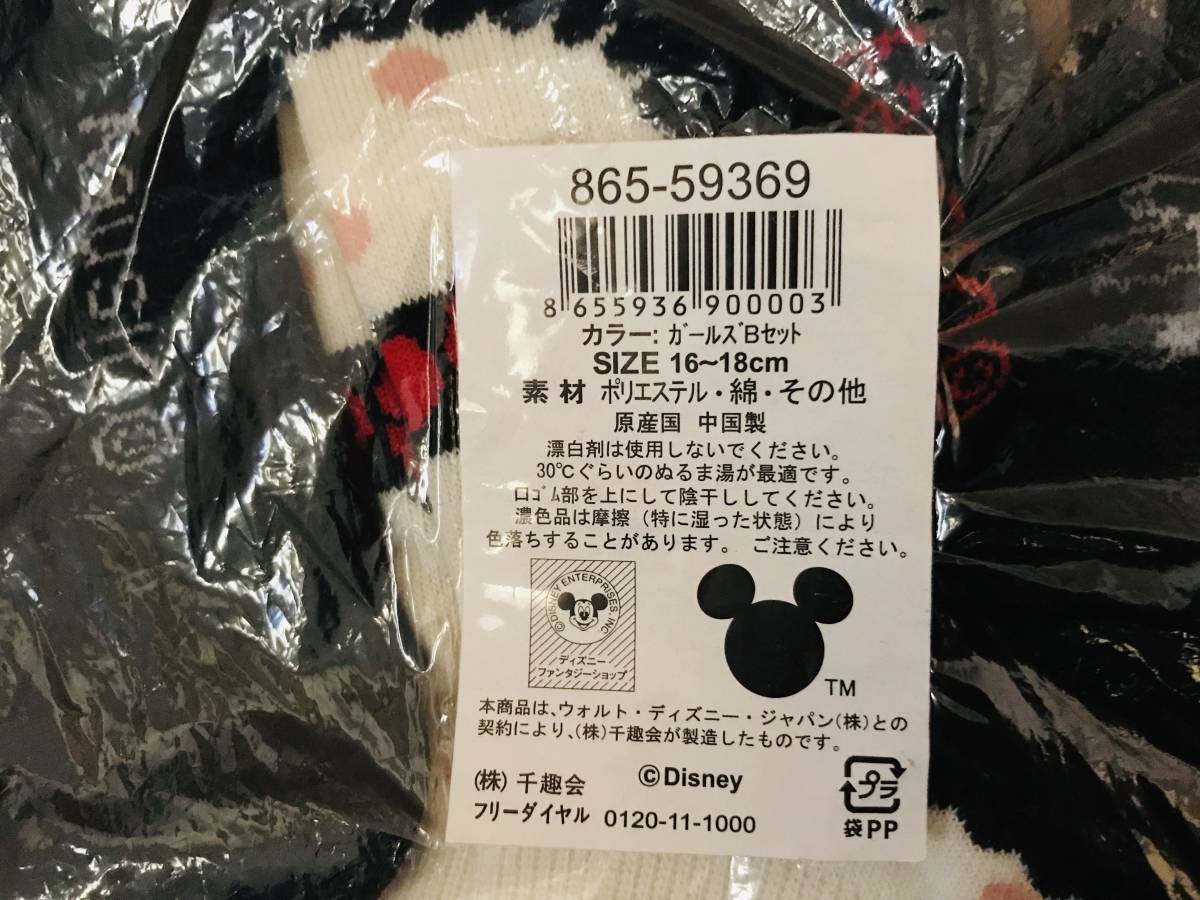 865-59369
8 655936 900003
カラー: ガールズBセット
SIZE 16~18cm
素材 ポリエステル・綿・その他
原産国 中国製
漂白剤は使用しないでください。
30℃ぐらいのぬるま湯が最適です。
口ゴム部を上にして陰干ししてください。
濃色品は摩擦（特に湿った状態）により
色落ちすることがあります。 ご注意ください。
©DISNEY ENTERPRISES, INC.
ディズニー
ファンタジーショップ
TM
本商品は、ウォルト・ディズニー・ジャパン(株)との
契約により、(株)千趣会が製造したものです。
(株) 千趣会 ©Disney
フリーダイヤル 0120-11-1000
プラ
袋PP